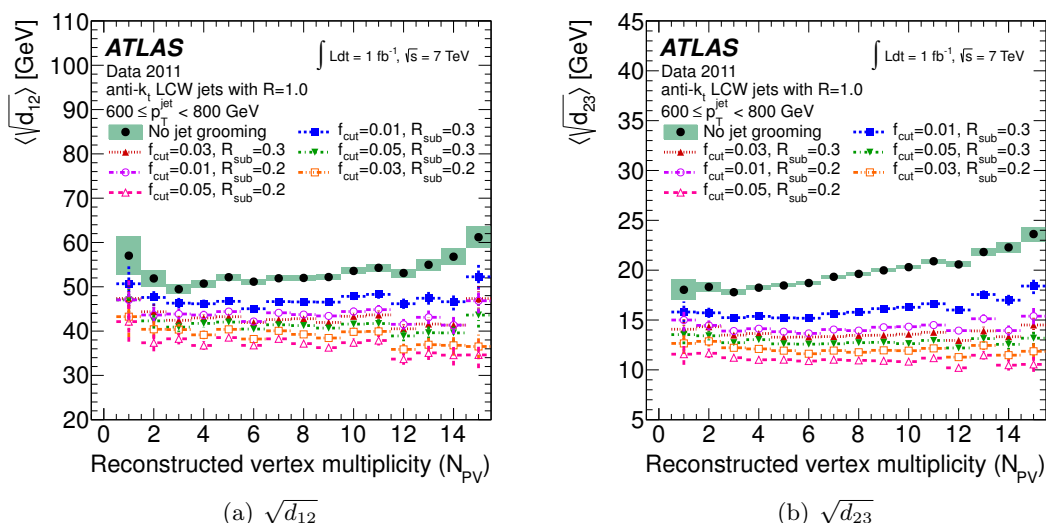 ⟨√d₁₂⟩ [GeV]
110
100
90
80
70
60
50
40
30
20
ATLAS
∫ Ldt = 1 fb⁻¹, √s = 7 TeV
Data 2011
anti-kₜ LCW jets with R=1.0
600 ≤ p_T^jet < 800 GeV
No jet grooming
f_cut=0.01, R_sub=0.3
f_cut=0.03, R_sub=0.3
f_cut=0.05, R_sub=0.3
f_cut=0.01, R_sub=0.2
f_cut=0.03, R_sub=0.2
f_cut=0.05, R_sub=0.2
0 2 4 6 8 10 12 14
Reconstructed vertex multiplicity (N_PV)
(a) √d₁₂
⟨√d₂₃⟩ [GeV]
45
40
35
30
25
20
15
10
5
ATLAS
∫ Ldt = 1 fb⁻¹, √s = 7 TeV
Data 2011
anti-kₜ LCW jets with R=1.0
600 ≤ p_T^jet < 800 GeV
No jet grooming
f_cut=0.01, R_sub=0.3
f_cut=0.03, R_sub=0.3
f_cut=0.05, R_sub=0.3
f_cut=0.01, R_sub=0.2
f_cut=0.03, R_sub=0.2
f_cut=0.05, R_sub=0.2
0 2 4 6 8 10 12 14
Reconstructed vertex multiplicity (N_PV)
(b) √d₂₃